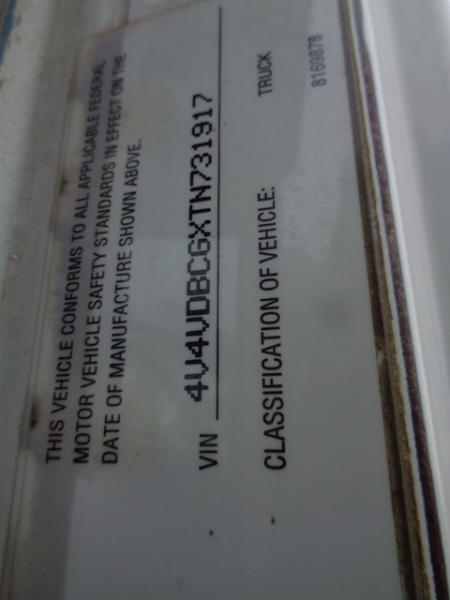 THIS VEHICLE CONFORMS TO ALL APPLICABLE FEDERAL
MOTOR VEHICLE SAFETY STANDARDS IN EFFECT ON THE
DATE OF MANUFACTURE SHOWN ABOVE.
VIN 4V4VDBCGXTN731917
CLASSIFICATION OF VEHICLE: TRUCK
8169878